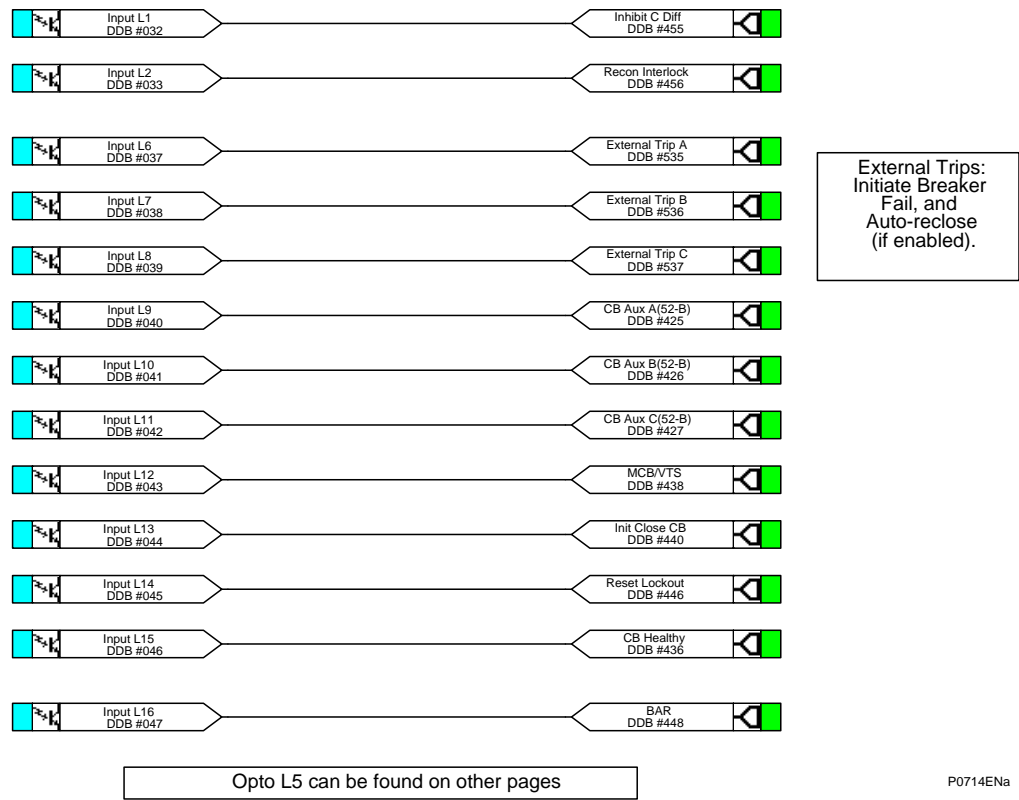 Input L1
DDB #032
Inhibit C Diff
DDB #455
Input L2
DDB #033
Recon Interlock
DDB #456
Input L6
DDB #037
External Trip A
DDB #535
Input L7
DDB #038
External Trip B
DDB #536
Input L8
DDB #039
External Trip C
DDB #537
External Trips:
Initiate Breaker
Fail, and
Auto-reclose
(if enabled).
Input L9
DDB #040
CB Aux A(52-B)
DDB #425
Input L10
DDB #041
CB Aux B(52-B)
DDB #426
Input L11
DDB #042
CB Aux C(52-B)
DDB #427
Input L12
DDB #043
MCB/VTS
DDB #438
Input L13
DDB #044
Init Close CB
DDB #440
Input L14
DDB #045
Reset Lockout
DDB #446
Input L15
DDB #046
CB Healthy
DDB #436
Input L16
DDB #047
BAR
DDB #448
Opto L5 can be found on other pages
P0714ENa